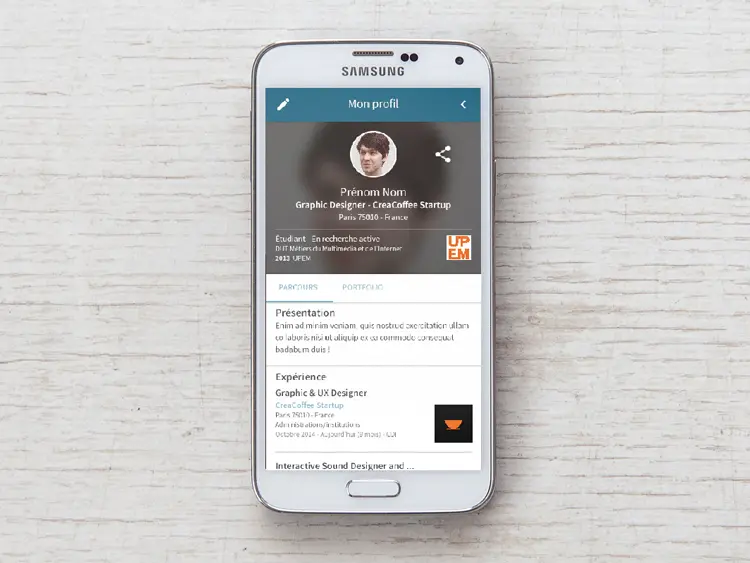 SAMSUNG
Mon profil
Prénom Nom
Graphic Designer - CreaCoffee Startup
Paris 75010 - France
Étudiant - En recherche active
DUT Métiers du Multimédia et de l'Internet
2013 UPEM
UP
EM
PARCOURS PORTFOLIO
Présentation
Enim ad minim veniam, quis nostrud exercitation ullam
co laboris nisi ut aliquip ex ea commodo consequat
badabum duis !
Expérience
Graphic & UX Designer
CreaCoffee Startup
Paris 75010 - France
Administrations/Institutions
Octobre 2014 - Aujourd'hui (9 mois) - CDI
Interactive Sound Designer and ...